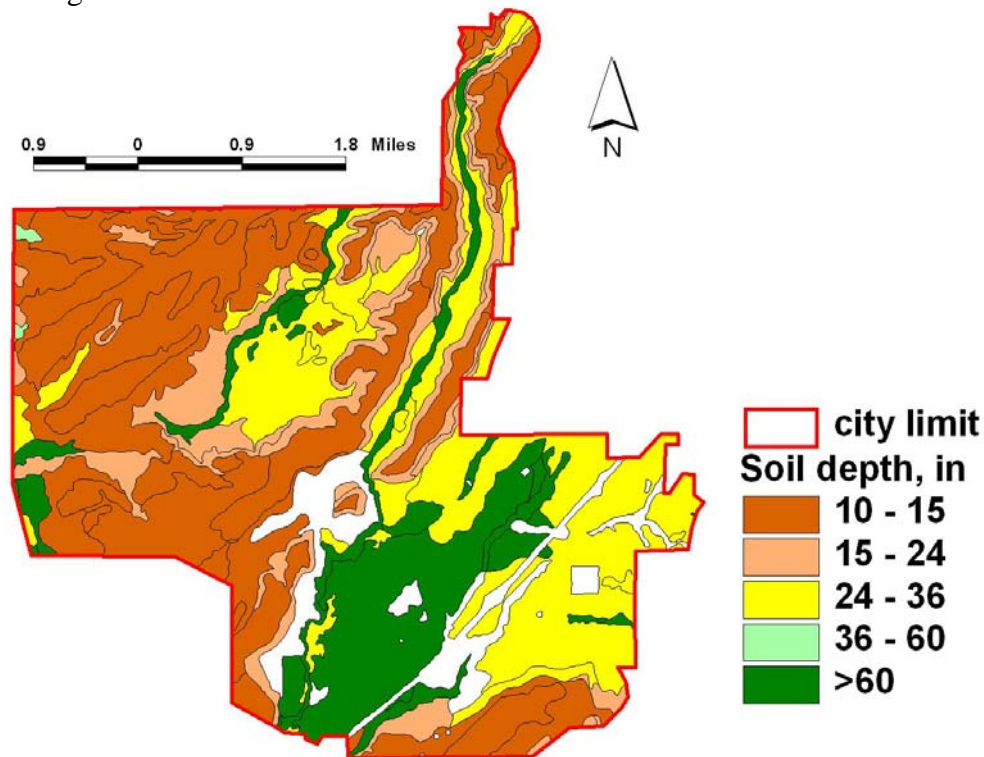 0.9 0 0.9 1.8 Miles
N
city limit
Soil depth, in
10 - 15
15 - 24
24 - 36
36 - 60
>60